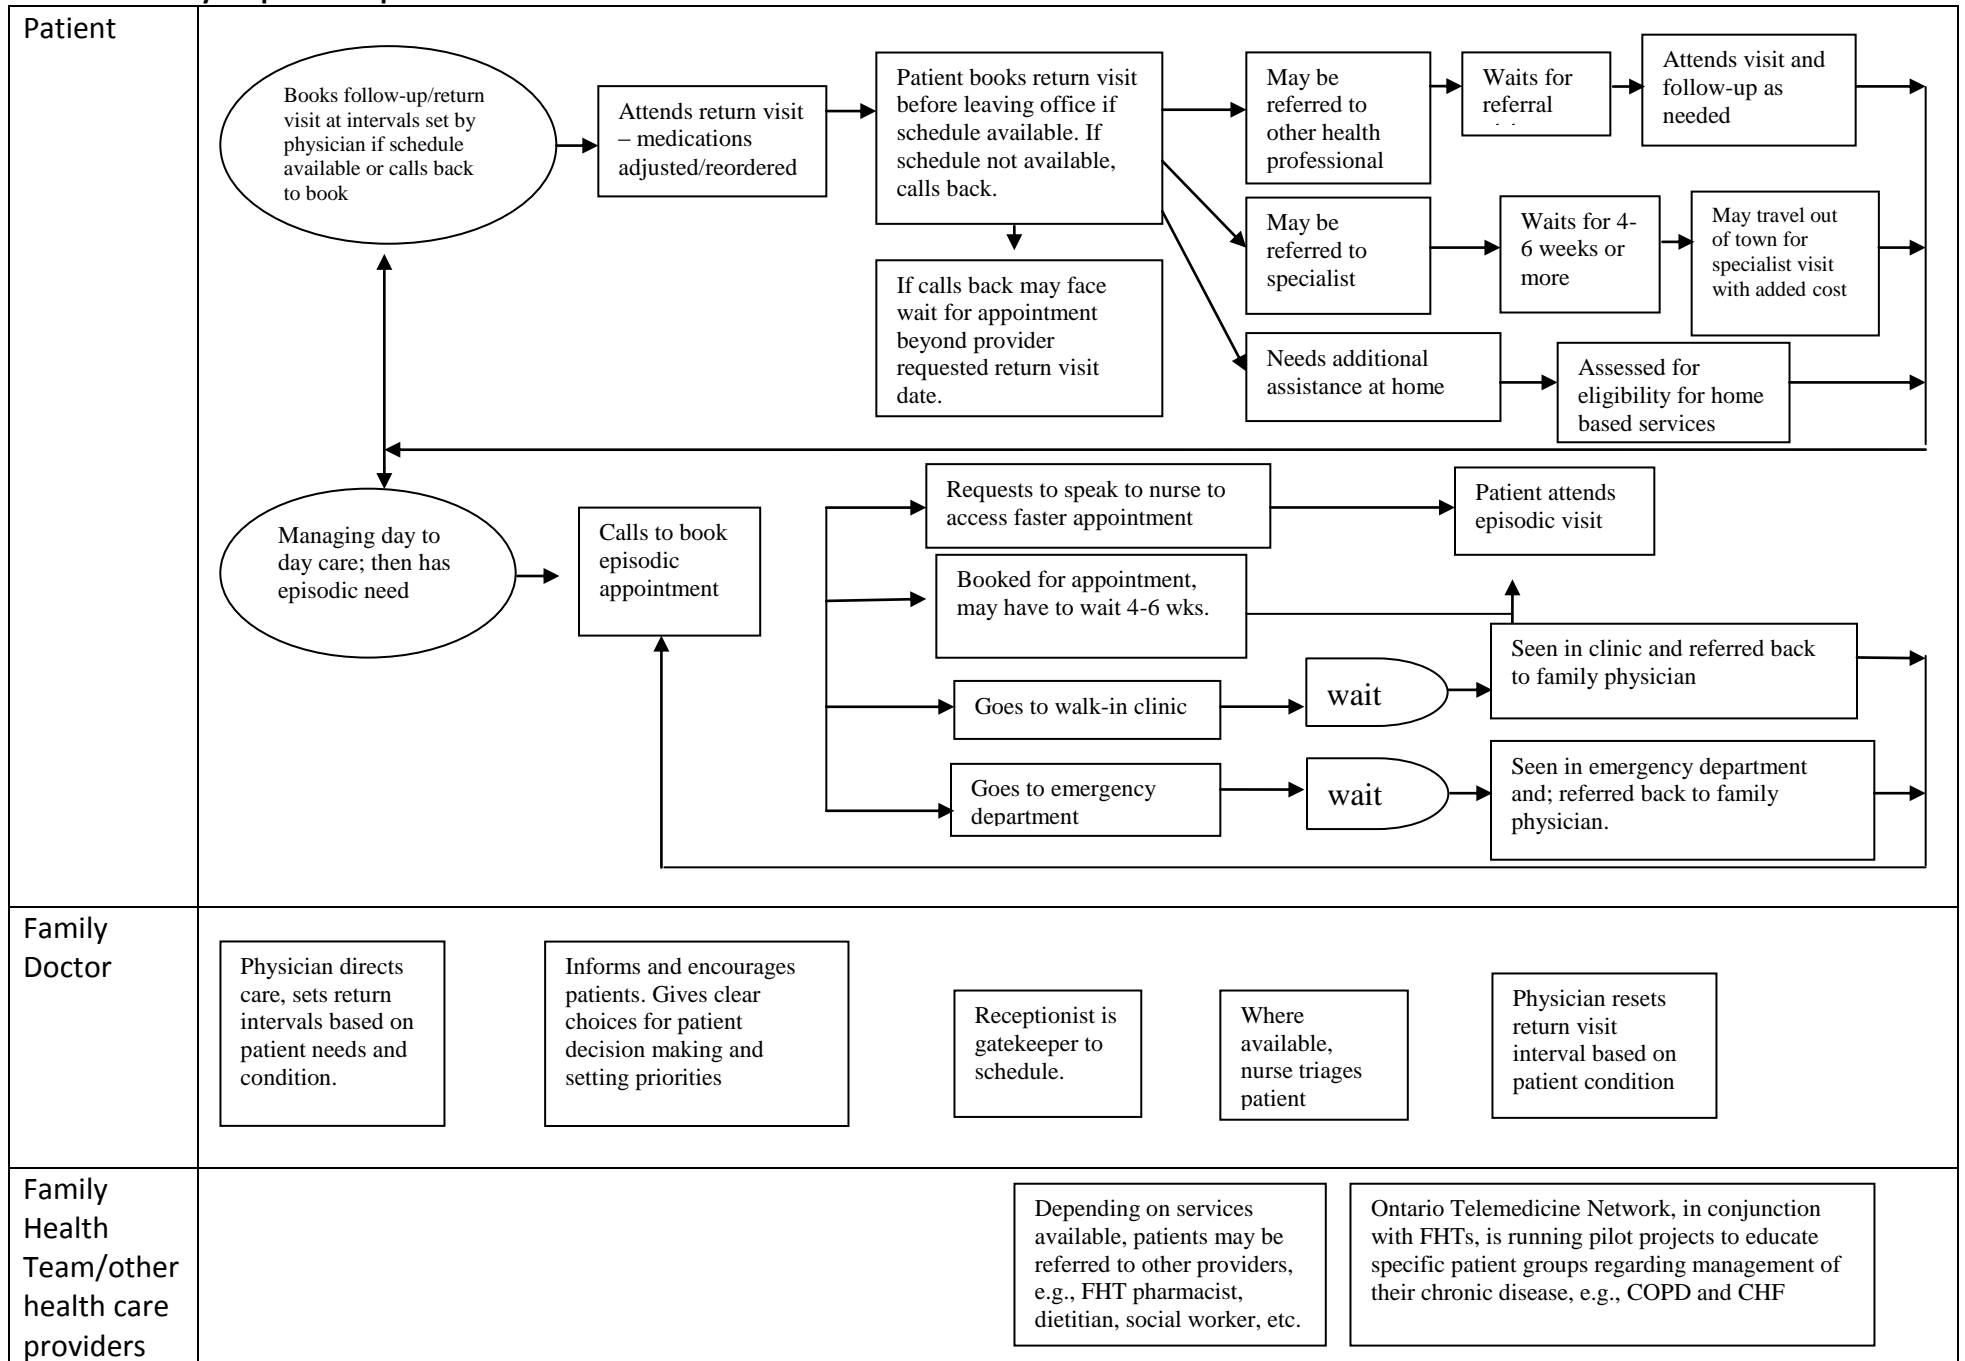 Patient
Books follow-up/return
visit at intervals set by
physician if schedule
available or calls back
to book
Attends return visit
– medications
adjusted/reordered
Patient books return visit
before leaving office if
schedule available. If
schedule not available,
calls back.
If calls back may face
wait for appointment
beyond provider
requested return visit
date.
May be
referred to
other health
professional
Waits for
referral
Attends visit and
follow-up as
needed
May be
referred to
specialist
Waits for 4-
6 weeks or
more
May travel out
of town for
specialist visit
with added cost
Needs additional
assistance at home
Assessed for
eligibility for home
based services
Managing day to
day care; then has
episodic need
Calls to book
episodic
appointment
Requests to speak to nurse to
access faster appointment
Patient attends
episodic visit
Booked for appointment,
may have to wait 4-6 wks.
Goes to walk-in clinic
wait
Seen in clinic and referred back
to family physician
Goes to emergency
department
wait
Seen in emergency department
and; referred back to family
physician.
Family
Doctor
Physician directs
care, sets return
intervals based on
patient needs and
condition.
Informs and encourages
patients. Gives clear
choices for patient
decision making and
setting priorities
Receptionist is
gatekeeper to
schedule.
Where
available,
nurse triages
patient
Physician resets
return visit
interval based on
patient condition
Family
Health
Team/other
health care
providers
Depending on services
available, patients may be
referred to other providers,
e.g., FHT pharmacist,
dietitian, social worker, etc.
Ontario Telemedicine Network, in conjunction
with FHTs, is running pilot projects to educate
specific patient groups regarding management of
their chronic disease, e.g., COPD and CHF